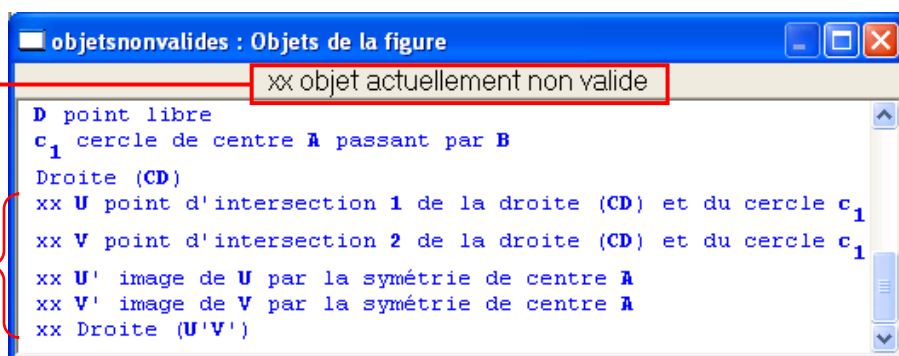 objetsnonvalides : Objets de la figure
xx objet actuellement non valide
D point libre
c1 cercle de centre A passant par B
Droite (CD)
xx U point d'intersection 1 de la droite (CD) et du cercle c1
xx V point d'intersection 2 de la droite (CD) et du cercle c1
xx U' image de U par la symétrie de centre A
xx V' image de V par la symétrie de centre A
xx Droite (U'V')